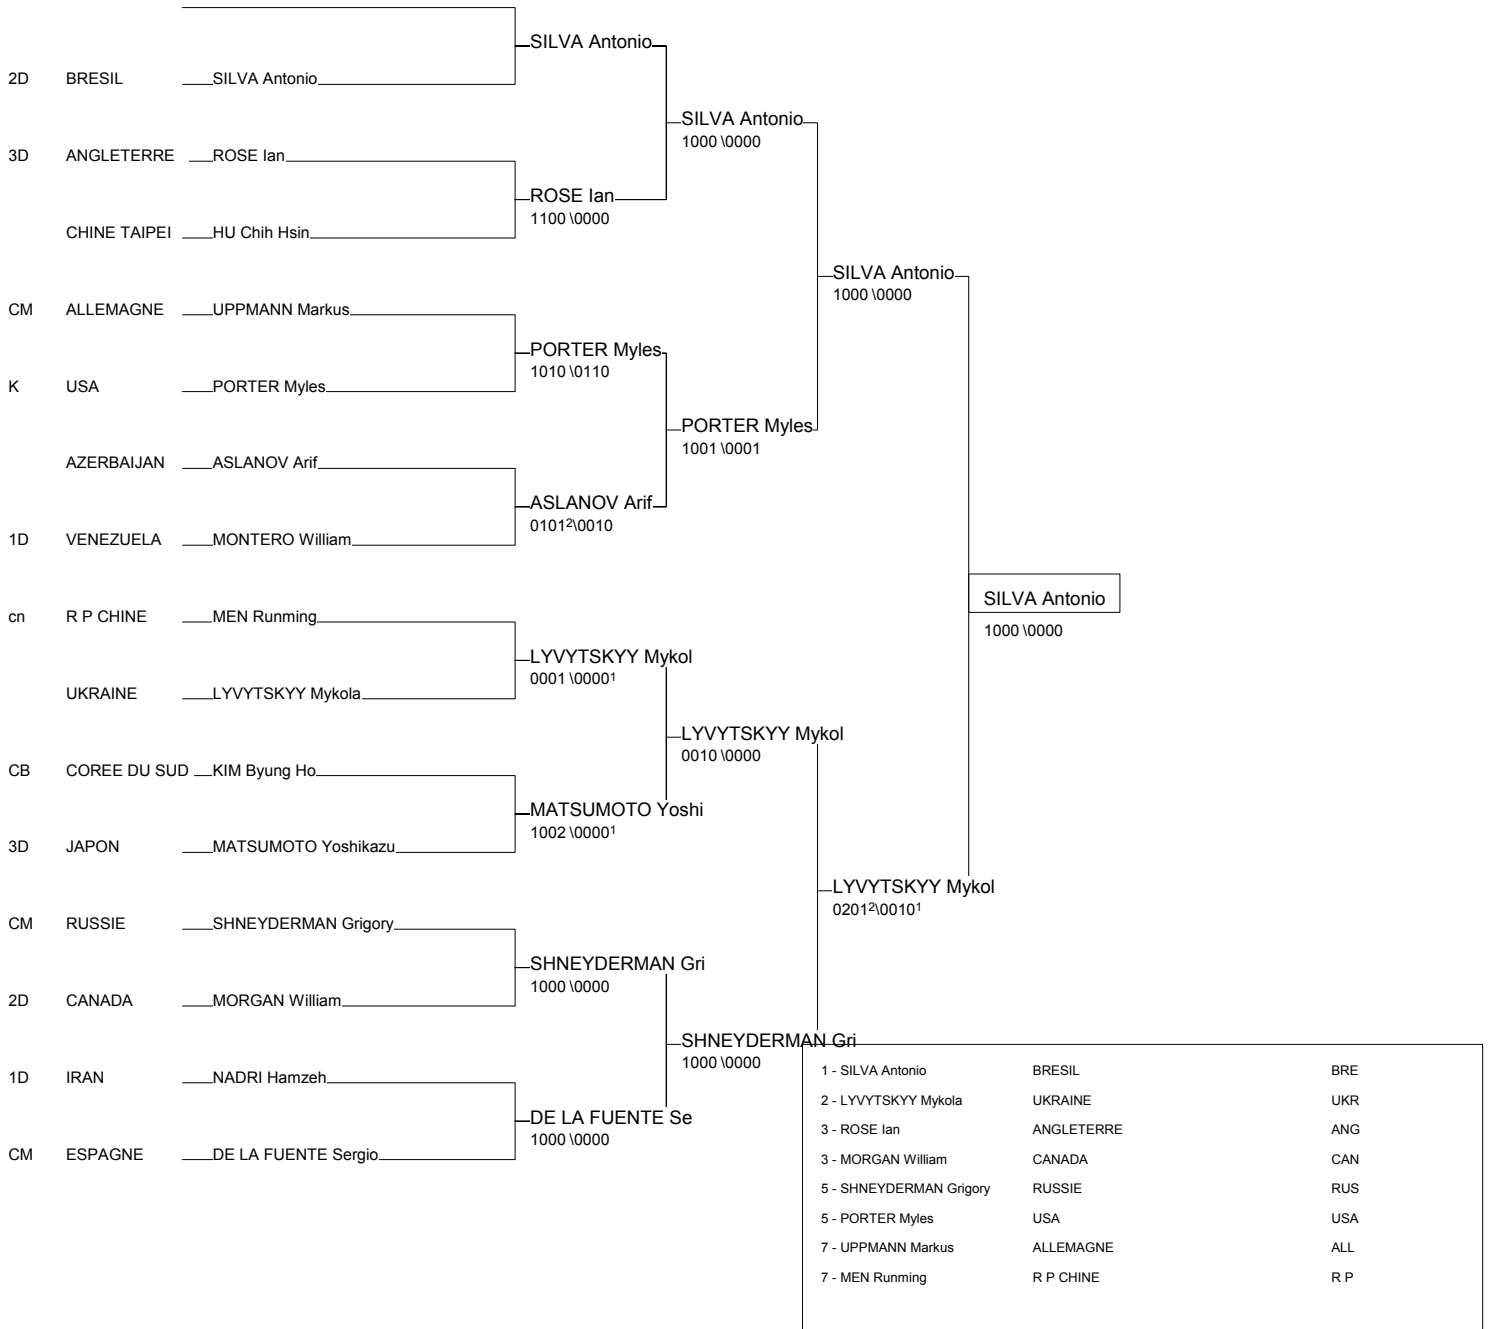 SILVA Antonio
2D BRESIL SILVA Antonio
SILVA Antonio
1000 \0000
3D ANGLETERRE ROSE Ian
ROSE Ian
1100 \0000
CHINE TAIPEI HU Chih Hsin
SILVA Antonio
1000 \0000
CM ALLEMAGNE UPPMANN Markus
PORTER Myles
1010 \0110
K USA PORTER Myles
PORTER Myles
1001 \0001
AZERBAIJAN ASLANOV Arif
ASLANOV Arif
0101²\0010
1D VENEZUELA MONTERO William
SILVA Antonio
1000 \0000
cn R P CHINE MEN Runming
LYVYTSKYY Mykol
0001 \0000¹
UKRAINE LYVYTSKYY Mykola
LYVYTSKYY Mykol
0010 \0000
CB COREE DU SUD KIM Byung Ho
MATSUMOTO Yoshi
1002 \0000¹
3D JAPON MATSUMOTO Yoshikazu
LYVYTSKYY Mykol
0201²\0010¹
CM RUSSIE SHNEYDERMAN Grigory
SHNEYDERMAN Gri
1000 \0000
2D CANADA MORGAN William
SHNEYDERMAN Gri
1000 \0000
1D IRAN NADRI Hamzeh
DE LA FUENTE Se
1000 \0000
CM ESPAGNE DE LA FUENTE Sergio
1 - SILVA Antonio BRESIL BRE
2 - LYVYTSKYY Mykola UKRAINE UKR
3 - ROSE Ian ANGLETERRE ANG
3 - MORGAN William CANADA CAN
5 - SHNEYDERMAN Grigory RUSSIE RUS
5 - PORTER Myles USA USA
7 - UPPMANN Markus ALLEMAGNE ALL
7 - MEN Runming R P CHINE R P